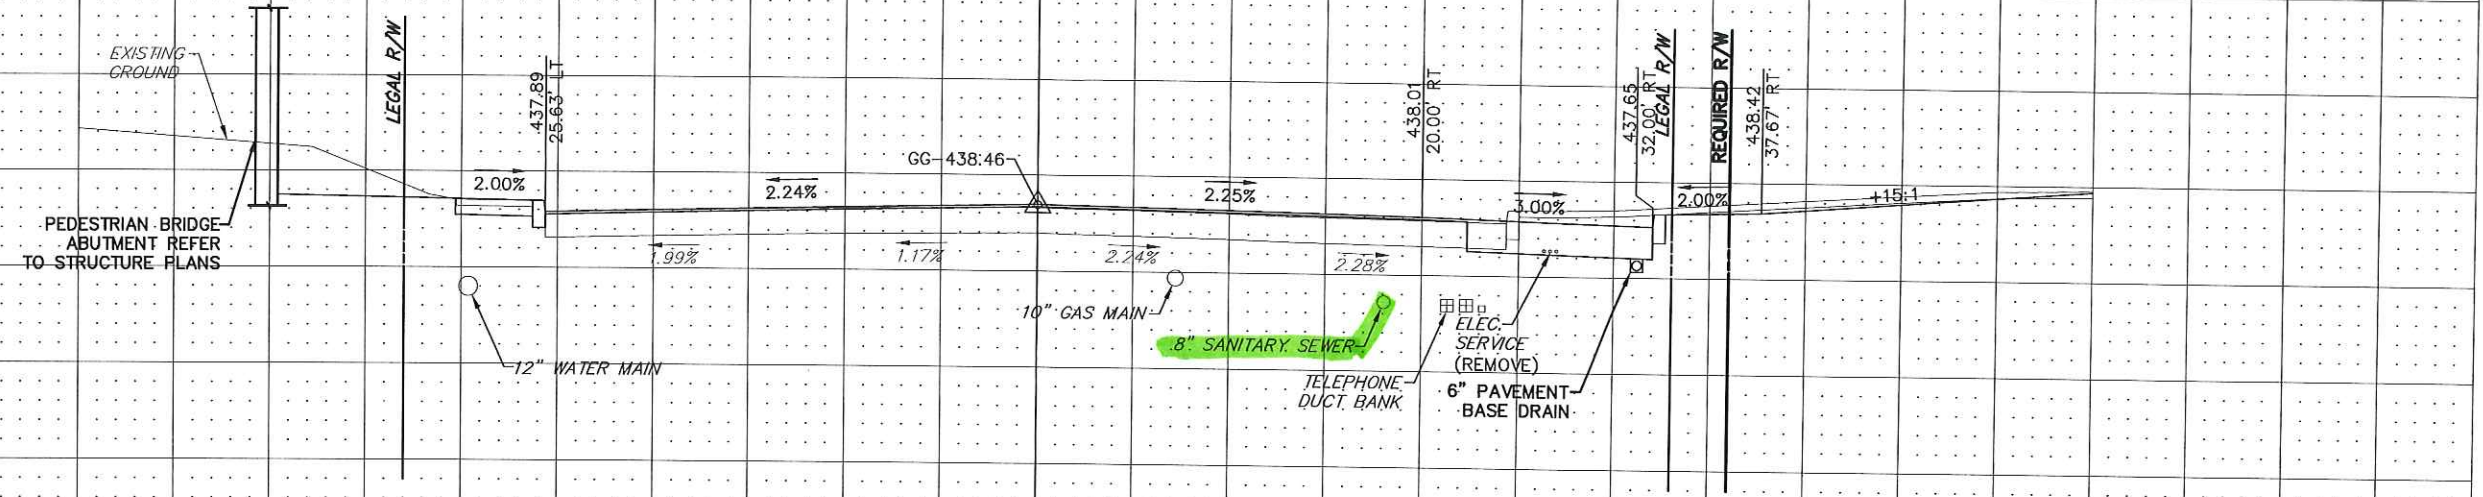 EXISTING
GROUND
LEGAL R/W
437.89
25.63' LT
438.01
20.00' RT
437.65
32.00' RT
LEGAL R/W
REQUIRED R/W
438.42
37.67' RT
GG-438.46
2.00%
2.24%
2.25%
3.00%
2.00%
+15:1
PEDESTRIAN BRIDGE
ABUTMENT REFER
TO STRUCTURE PLANS
1.99%
1.17%
2.24%
2.28%
10" GAS MAIN
8" SANITARY SEWER
12" WATER MAIN
ELEC.
SERVICE
(REMOVE)
TELEPHONE
DUCT BANK
6" PAVEMENT
BASE DRAIN